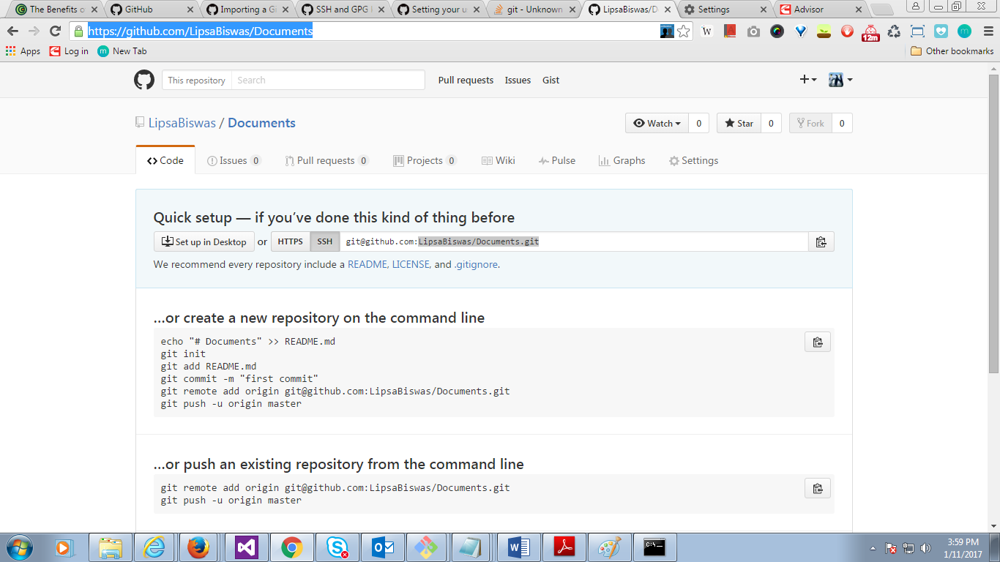 The Benefits o
GitHub
Importing a Gi
SSH and GPG
Setting your u
git - Unknown
LipsaBiswas/D
Settings
Advisor
https://github.com/LipsaBiswas/Documents
W
12m
Apps
Log in
m
New Tab
Other bookmarks
This repository
Search
Pull requests
Issues
Gist
LipsaBiswas / Documents
Watch
0
Star
0
Fork
0
Code
Issues 0
Pull requests 0
Projects 0
Wiki
Pulse
Graphs
Settings
Quick setup — if you’ve done this kind of thing before
Set up in Desktop
or
HTTPS
SSH
git@github.com:LipsaBiswas/Documents.git
We recommend every repository include a README, LICENSE, and .gitignore.
…or create a new repository on the command line
echo "# Documents" >> README.md
git init
git add README.md
git commit -m "first commit"
git remote add origin git@github.com:LipsaBiswas/Documents.git
git push -u origin master
…or push an existing repository from the command line
git remote add origin git@github.com:LipsaBiswas/Documents.git
git push -u origin master
3:59 PM
1/11/2017